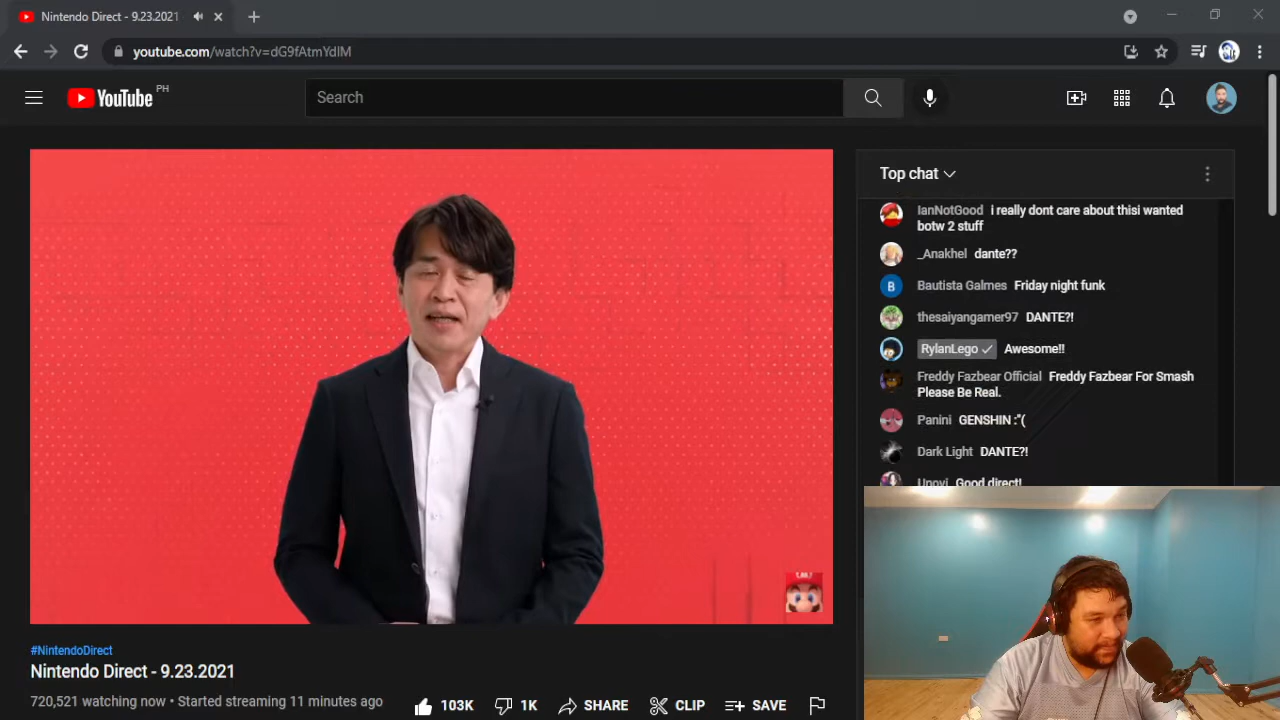 Nintendo Direct - 9.23.2021
youtube.com/watch?v=dG9fAtmYdlM
YouTube PH
Search
Top chat
IanNotGood i really dont care about thisi wanted
botw 2 stuff
_Anakhel dante??
B
Bautista Galmes Friday night funk
thesaiyangamer97 DANTE?!
RylanLego Awesome!!
Freddy Fazbear Official Freddy Fazbear For Smash
Please Be Real.
Panini GENSHIN :"(
Dark Light DANTE?!
Unovi Good direct!
#NintendoDirect
Nintendo Direct - 9.23.2021
720,521 watching now • Started streaming 11 minutes ago
103K
1K
SHARE
CLIP
SAVE